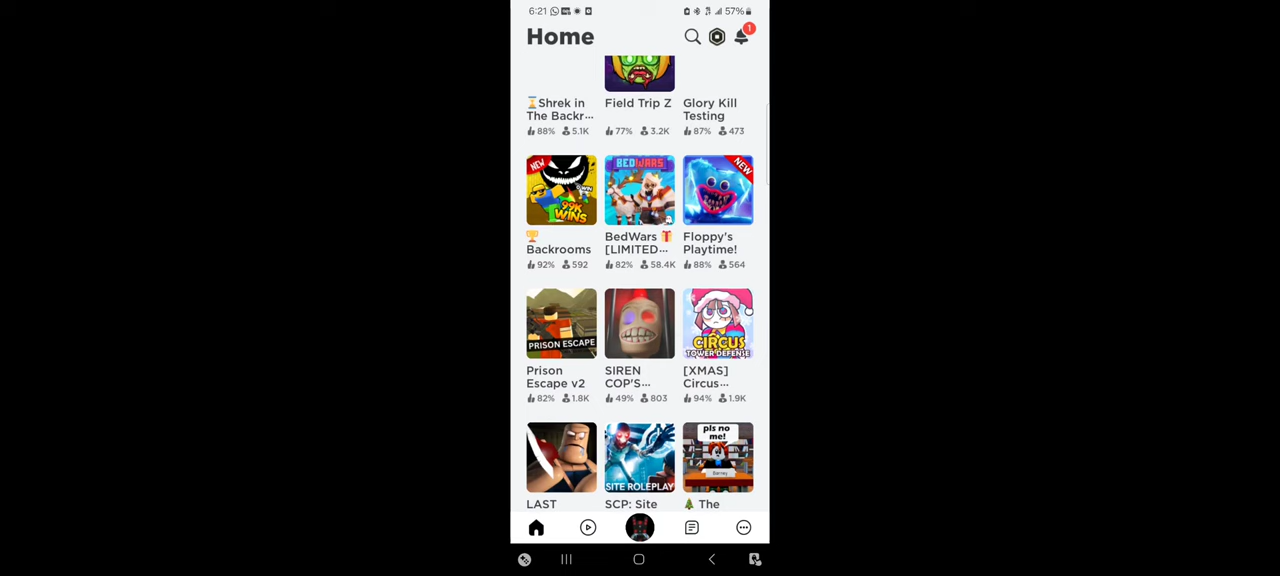 6:21
57%
Home
1
⌛Shrek in
The Backr...
88% 5.1K
Field Trip Z
77% 3.2K
Glory Kill
Testing
87% 473
NEW
99K
WINS
BEDWARS
NEW
🏆
Backrooms
92% 592
BedWars 🎁
[LIMITED...
82% 58.4K
Floppy's
Playtime!
88% 564
PRISON ESCAPE
CIRCUS
TOWER DEFENSE
Prison
Escape v2
82% 1.8K
SIREN
COP'S...
49% 803
[XMAS]
Circus...
94% 1.9K
SITE ROLEPLAY
pls no
me!
Barney
LAST
SCP: Site
🌲 The